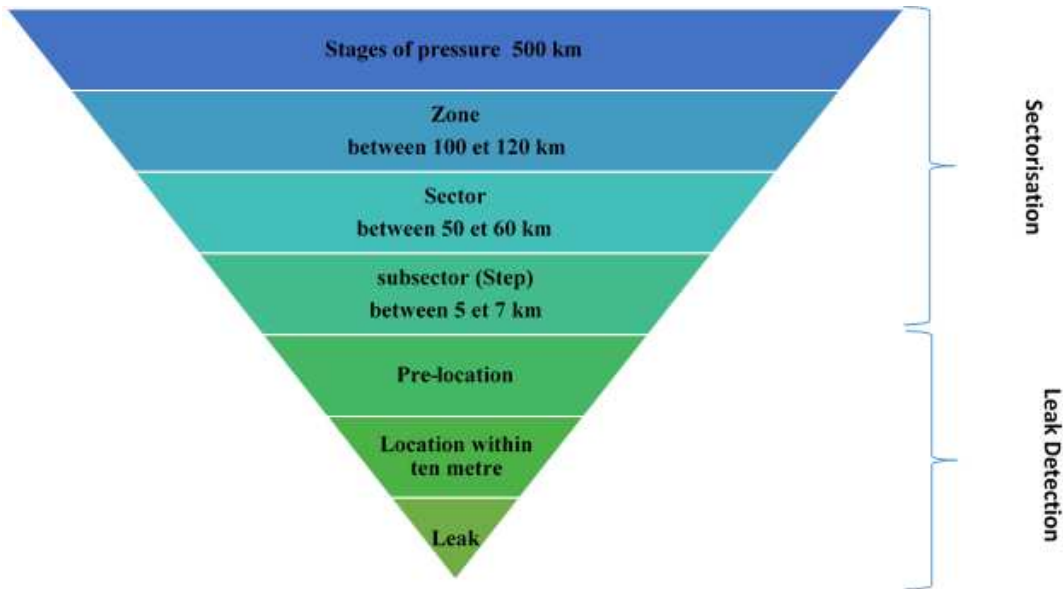 Stages of pressure 500 km
Zone
between 100 et 120 km
Sector
between 50 et 60 km
subsector (Step)
between 5 et 7 km
Pre-location
Location within
ten metre
Leak
Sectorisation
Leak Detection